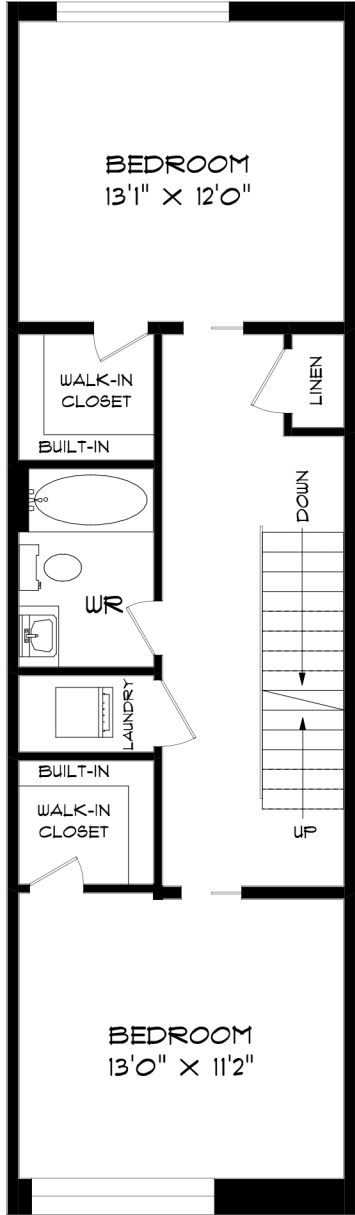 BEDROOM
13'1" X 12'0"
WALK-IN
CLOSET
BUILT-IN
LINEN
DOWN
WR
LAUNDRY
BUILT-IN
WALK-IN
CLOSET
UP
BEDROOM
13'0" X 11'2"